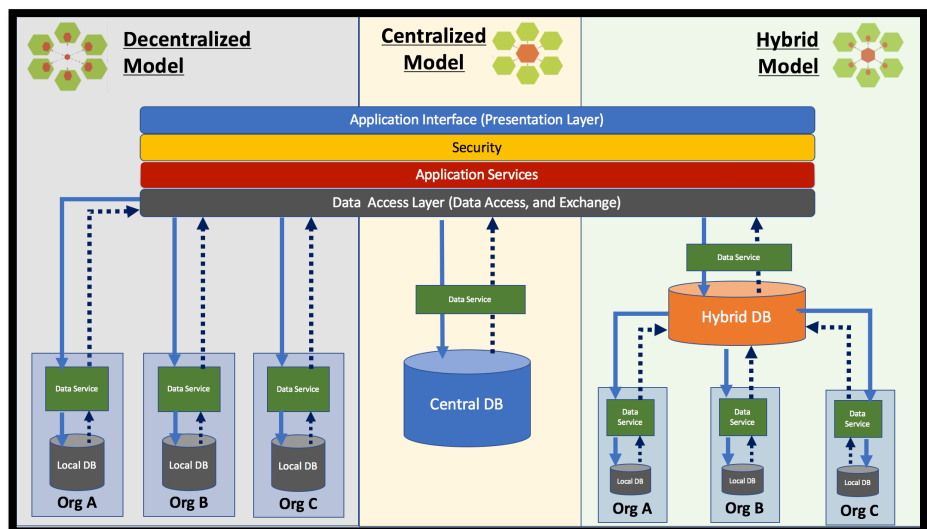 Decentralized
Model
Centralized
Model
Hybrid
Model
Application Interface (Presentation Layer)
Security
Application Services
Data Access Layer (Data Access, and Exchange)
Data Service
Local DB
Org A
Data Service
Local DB
Org B
Data Service
Local DB
Org C
Data Service
Central DB
Data Service
Hybrid DB
Data
Service
Local DB
Org A
Data
Service
Local DB
Org B
Data
Service
Local DB
Org C